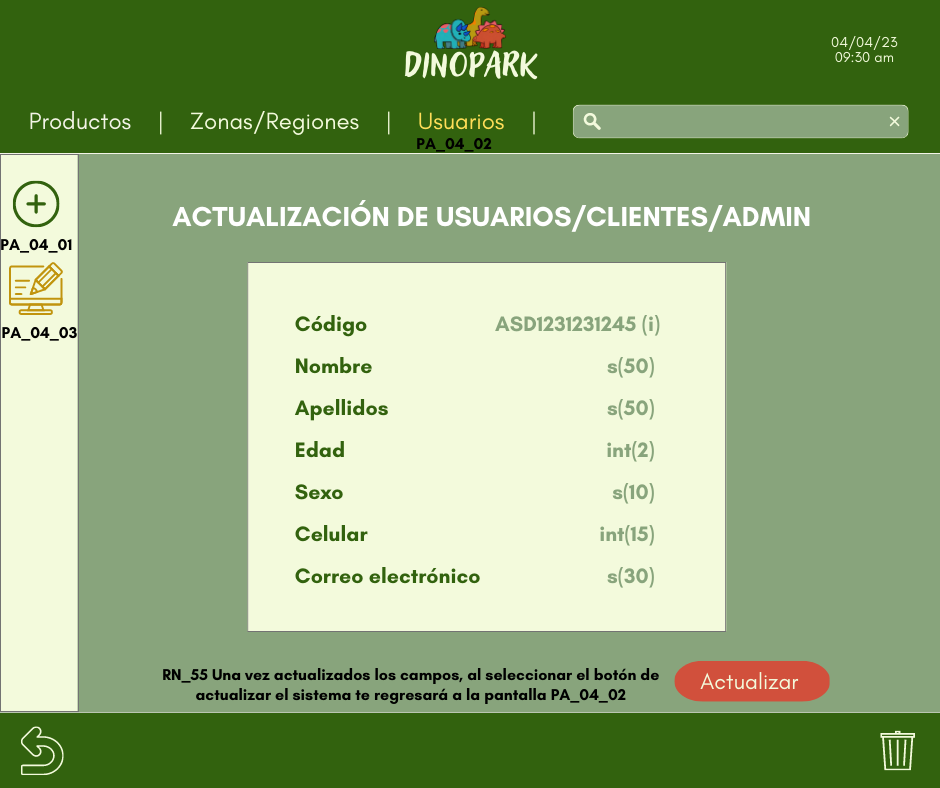 DINOPARK
04/04/23
09:30 am
Productos | Zonas/Regiones | Usuarios |
PA_04_02
PA_04_01
PA_04_03
ACTUALIZACIÓN DE USUARIOS/CLIENTES/ADMIN
Código ASD1231231245 (i)
Nombre s(50)
Apellidos s(50)
Edad int(2)
Sexo s(10)
Celular int(15)
Correo electrónico s(30)
RN_55 Una vez actualizados los campos, al seleccionar el botón de
actualizar el sistema te regresará a la pantalla PA_04_02
Actualizar